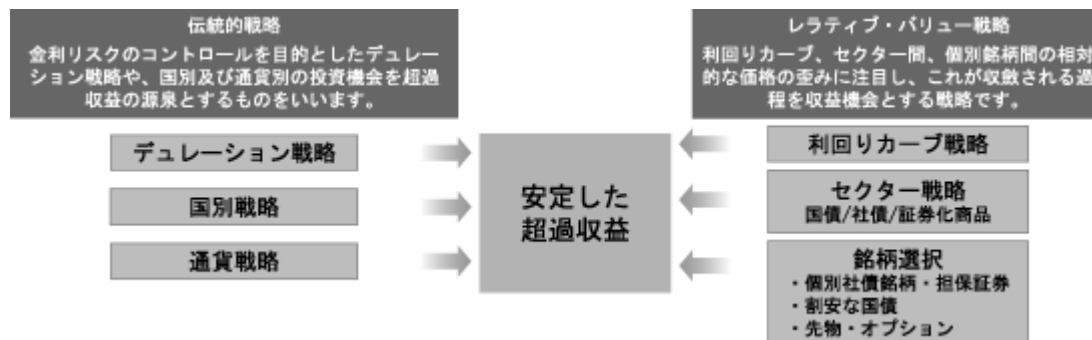 伝統的戦略
金利リスクのコントロールを目的としたデュレー
ション戦略や、国別及び通貨別の投資機会を超過
収益の源泉とするものをいいます。
デュレーション戦略
国別戦略
通貨戦略
安定した
超過収益
レラティブ・バリュー戦略
利回りカーブ、セクター間、個別銘柄間の相対
的な価格の歪みに注目し、これが収斂される過
程を収益機会とする戦略です。
利回りカーブ戦略
セクター戦略
国債/社債/証券化商品
銘柄選択
・個別社債銘柄・担保証券
・割安な国債
・先物・オプション